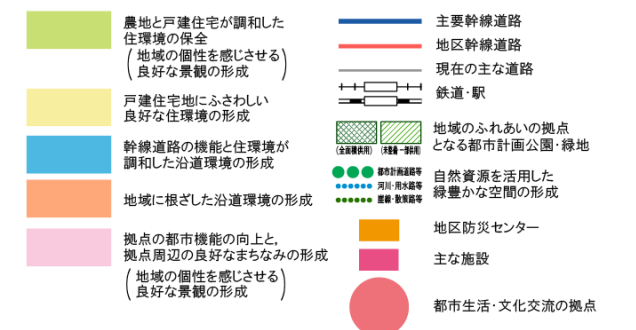 農地と戸建住宅が調和した
住環境の保全
(地域の個性を感じさせる
良好な景観の形成)
戸建住宅地にふさわしい
良好な住環境の形成
幹線道路の機能と住環境が
調和した沿道環境の形成
地域に根ざした沿道環境の形成
拠点の都市機能の向上と,
拠点周辺の良好なまちなみの形成
(地域の個性を感じさせる
良好な景観の形成)
主要幹線道路
地区幹線道路
現在の主な道路
鉄道・駅
地域のふれあいの拠点
となる都市計画公園・緑地
(全面積供用) (未整備 一部供用)
都市計画道路等
河川・用水路等
崖線・散策路等
自然資源を活用した
緑豊かな空間の形成
地区防災センター
主な施設
都市生活・文化交流の拠点